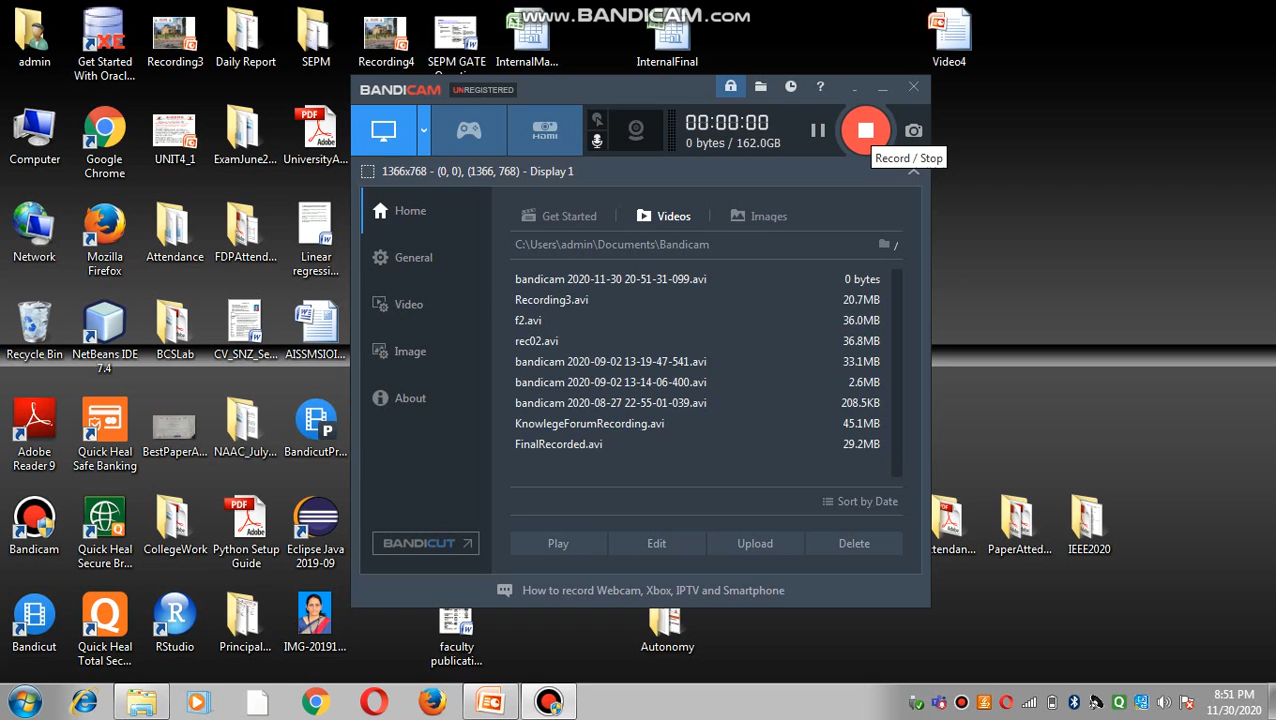 www.BANDICAM.com
admin
Get Started
With Oracl...
Recording3
Daily Report
SEPM
Recording4
SEPM GATE
InternalMa...
InternalFinal
Video4
BANDICAM
UNREGISTERED
?
HDMI
00:00:00
0 bytes / 162.0GB
Record / Stop
1366x768 - (0, 0), (1366, 768) - Display 1
Computer
Google
Chrome
UNIT4_1
ExamJune2...
UniversityA...
Home
General
Video
Image
About
Get Started
Videos
Images
C:\Users\admin\Documents\Bandicam
/
bandicam 2020-11-30 20-51-31-099.avi 0 bytes
Recording3.avi 20.7MB
f2.avi 36.0MB
rec02.avi 36.8MB
bandicam 2020-09-02 13-19-47-541.avi 33.1MB
bandicam 2020-09-02 13-14-06-400.avi 2.6MB
bandicam 2020-08-27 22-55-01-039.avi 208.5KB
KnowlegeForumRecording.avi 45.1MB
FinalRecorded.avi 29.2MB
Sort by Date
BANDICUT
Play
Edit
Upload
Delete
How to record Webcam, Xbox, IPTV and Smartphone
Network
Mozilla
Firefox
Attendance
FDPAttend...
Linear
regressi...
Recycle Bin
NetBeans IDE
7.4
BCSLab
CV_SNZ_Se...
AISSMSIOI...
Adobe
Reader 9
Quick Heal
Safe Banking
BestPaperA...
NAAC_July...
BandicutPr...
Bandicam
Quick Heal
Secure Br...
CollegeWork
Python Setup
Guide
Eclipse Java
2019-09
PaperAtted...
IEEE2020
Bandicut
Quick Heal
Total Sec...
RStudio
Principal...
IMG-20191...
faculty
publicati...
Autonomy
8:51 PM
11/30/2020